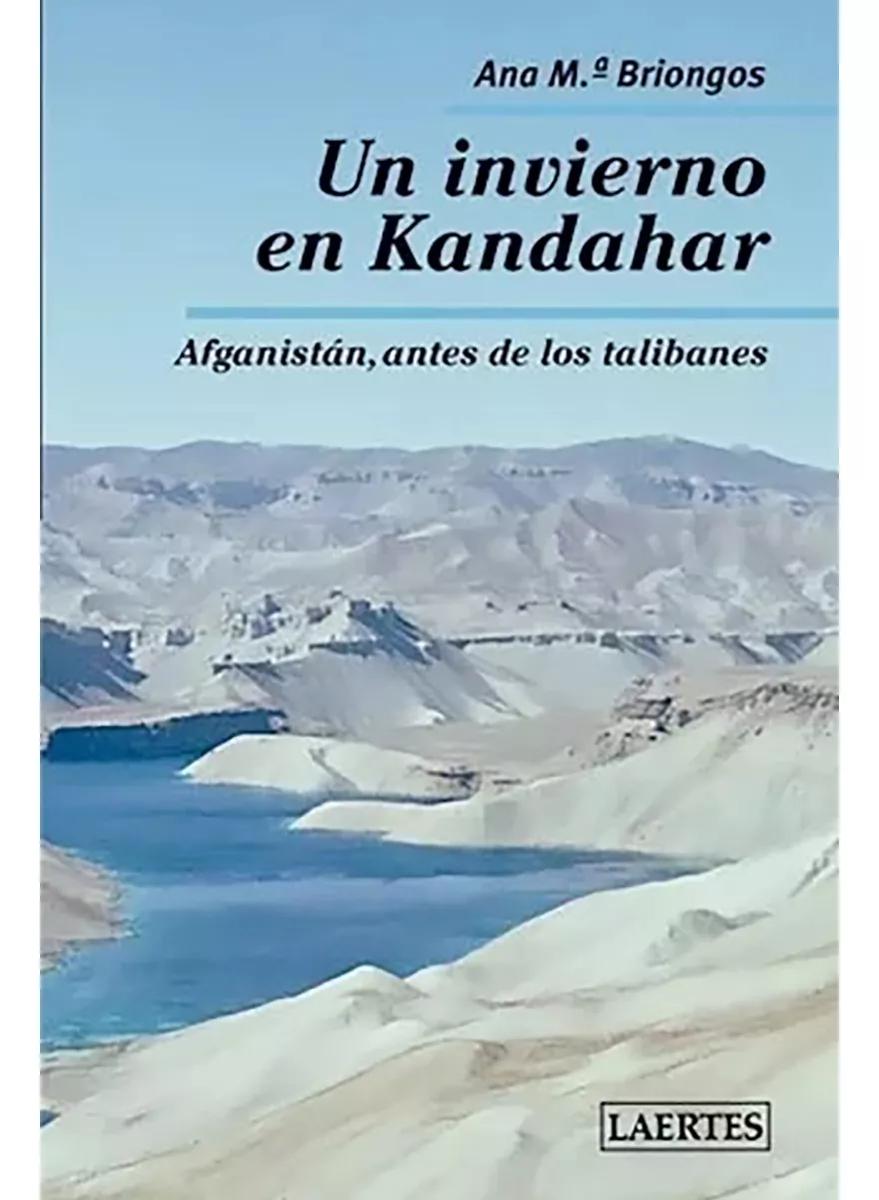 Ana M.ª Briongos
Un invierno
en Kandahar
Afganistán, antes de los talibanes
LAERTES